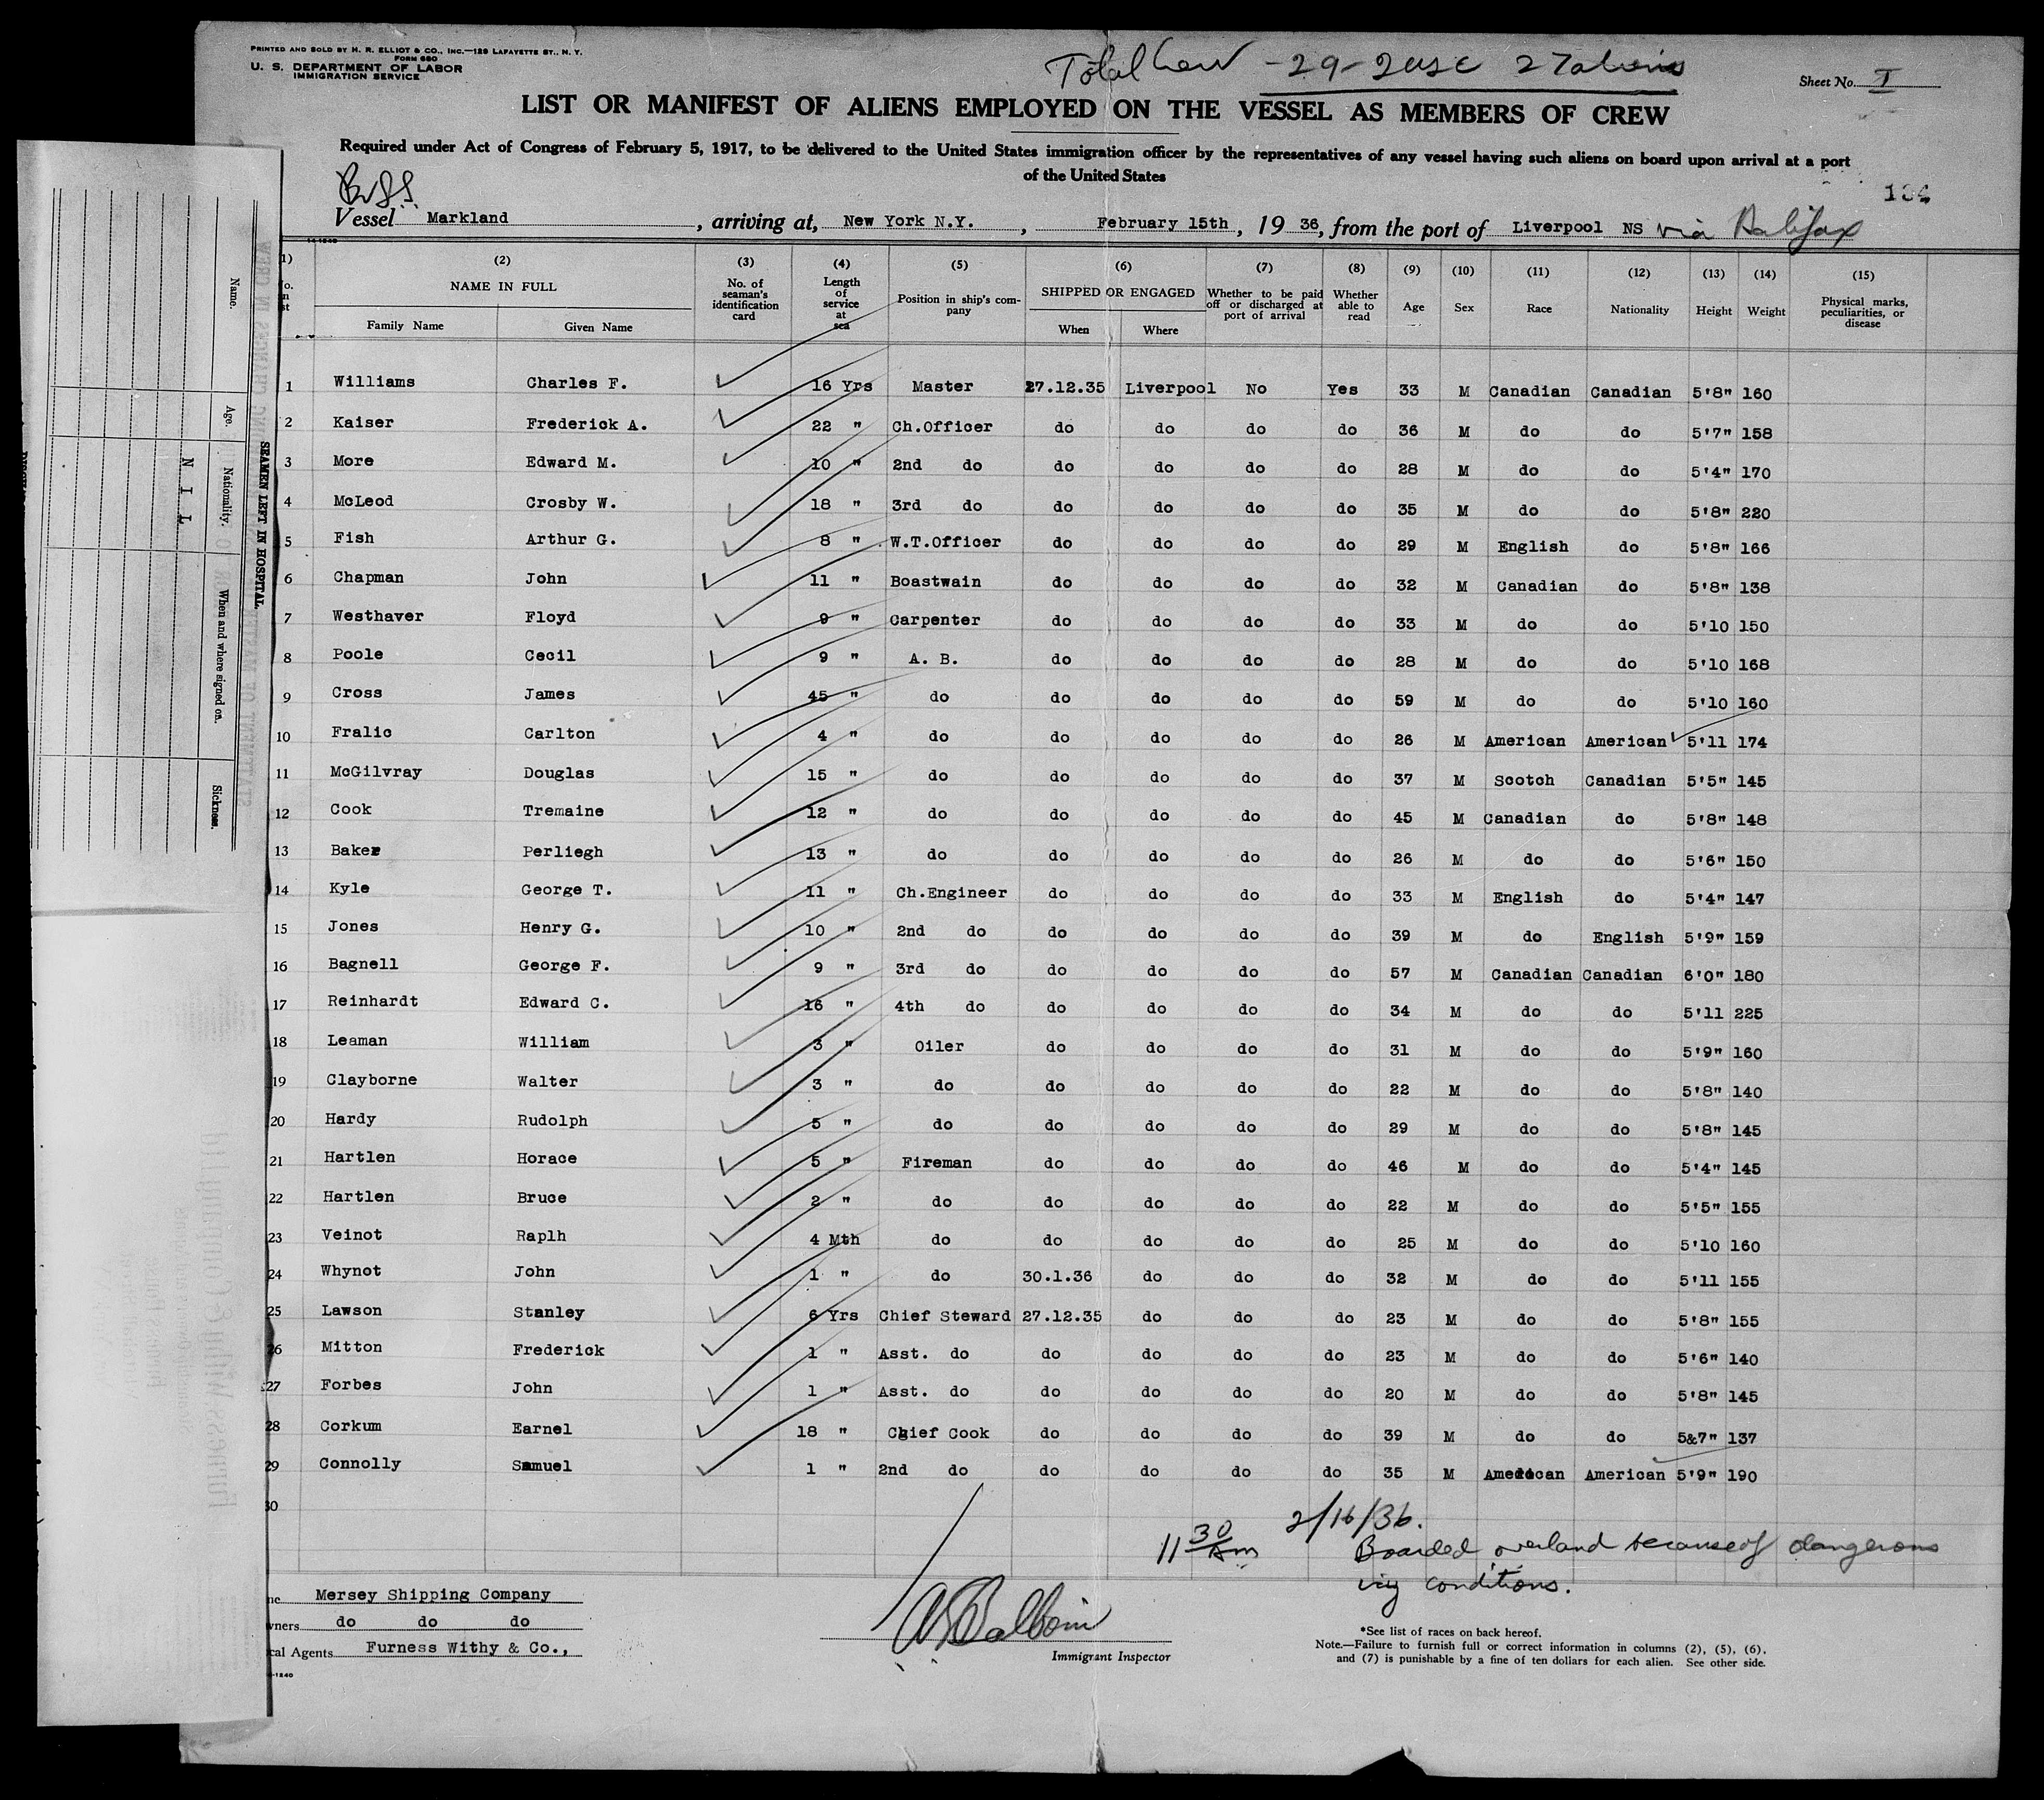 PRINTED AND SOLD BY H. R. ELLIOT & CO., INC.—129 LAFAYETTE ST., N. Y.
FORM 680
U. S. DEPARTMENT OF LABOR
IMMIGRATION SERVICE
Total Crew - 29 - 2 USC 27 aliens
Sheet No. I
LIST OR MANIFEST OF ALIENS EMPLOYED ON THE VESSEL AS MEMBERS OF CREW
Required under Act of Congress of February 5, 1917, to be delivered to the United States immigration officer by the representatives of any vessel having such aliens on board upon arrival at a port
of the United States
Br SS.
Vessel Markland, arriving at, New York N.Y., February 15th, 19 36, from the port of Liverpool NS via Halifax
(2) (3) (4) (5) (6) (7) (8) (9) (10) (11) (12) (13) (14) (15)
NAME IN FULL No. of seaman's identification card Length of service at sea Position in ship's company SHIPPED OR ENGAGED Whether to be paid off or discharged at port of arrival Whether able to read Age Sex Race Nationality Height Weight Physical marks, peculiarities, or disease
Family Name Given Name When Where
1 Williams Charles F. 16 Yrs Master 27.12.35 Liverpool No Yes 33 M Canadian Canadian 5'8" 160
2 Kaiser Frederick A. 22 " Ch.Officer do do do do 36 M do do 5'7" 158
3 More Edward M. 10 " 2nd do do do do do 28 M do do 5'4" 170
4 McLeod Crosby W. 18 " 3rd do do do do do 35 M do do 5'8" 220
5 Fish Arthur G. 8 " W.T.Officer do do do do 29 M English do 5'8" 166
6 Chapman John 11 " Boastwain do do do do 32 M Canadian do 5'8" 138
7 Westhaver Floyd 9 " Carpenter do do do do 33 M do do 5'10 150
8 Poole Cecil 9 " A. B. do do do do 28 M do do 5'10 168
9 Cross James 45 " do do do do do 59 M do do 5'10 160
10 Fralic Carlton 4 " do do do do do 26 M American American 5'11 174
11 McGilvray Douglas 15 " do do do do do 37 M Scotch Canadian 5'5" 145
12 Cook Tremaine 12 " do do do do do 45 M Canadian do 5'8" 148
13 Baker Perliegh 13 " do do do do do 26 M do do 5'6" 150
14 Kyle George T. 11 " Ch.Engineer do do do do 33 M English do 5'4" 147
15 Jones Henry G. 10 " 2nd do do do do do 39 M do English 5'9" 159
16 Bagnell George F. 9 " 3rd do do do do do 57 M Canadian Canadian 6'0" 180
17 Reinhardt Edward C. 16 " 4th do do do do do 34 M do do 5'11 225
18 Leaman William 3 " Oiler do do do do 31 M do do 5'9" 160
19 Clayborne Walter 3 " do do do do do 22 M do do 5'8" 140
20 Hardy Rudolph 5 " do do do do do 29 M do do 5'8" 145
21 Hartlen Horace 5 " Fireman do do do do 46 M do do 5'4" 145
22 Hartlen Bruce 2 " do do do do do 22 M do do 5'5" 155
23 Veinot Raplh 4 Mth do do do do do 25 M do do 5'10 160
24 Whynot John 1 " do 30.1.36 do do do 32 M do do 5'11 155
25 Lawson Stanley 6 Yrs Chief Steward 27.12.35 do do do 23 M do do 5'8" 155
26 Mitton Frederick 1 " Asst. do do do do do 23 M do do 5'6" 140
27 Forbes John 1 " Asst. do do do do do 20 M do do 5'8" 145
28 Corkum Earnel 18 " Chief Cook do do do do 39 M do do 5&7" 137
29 Connolly Samuel 1 " 2nd do do do do do 35 M American American 5'9" 190
30
11 30 Am 2/16/36.
Boarded overland because of dangerous
icy conditions.
Mersey Shipping Company
do do do
Agents Furness Withy & Co.,
Immigrant Inspector
*See list of races on back hereof.
Note.—Failure to furnish full or correct information in columns (2), (5), (6),
and (7) is punishable by a fine of ten dollars for each alien. See other side.
SEAMEN LEFT IN HOSPITAL
Name. Age. Nationality. When and where signed on. Sickness.
N I L